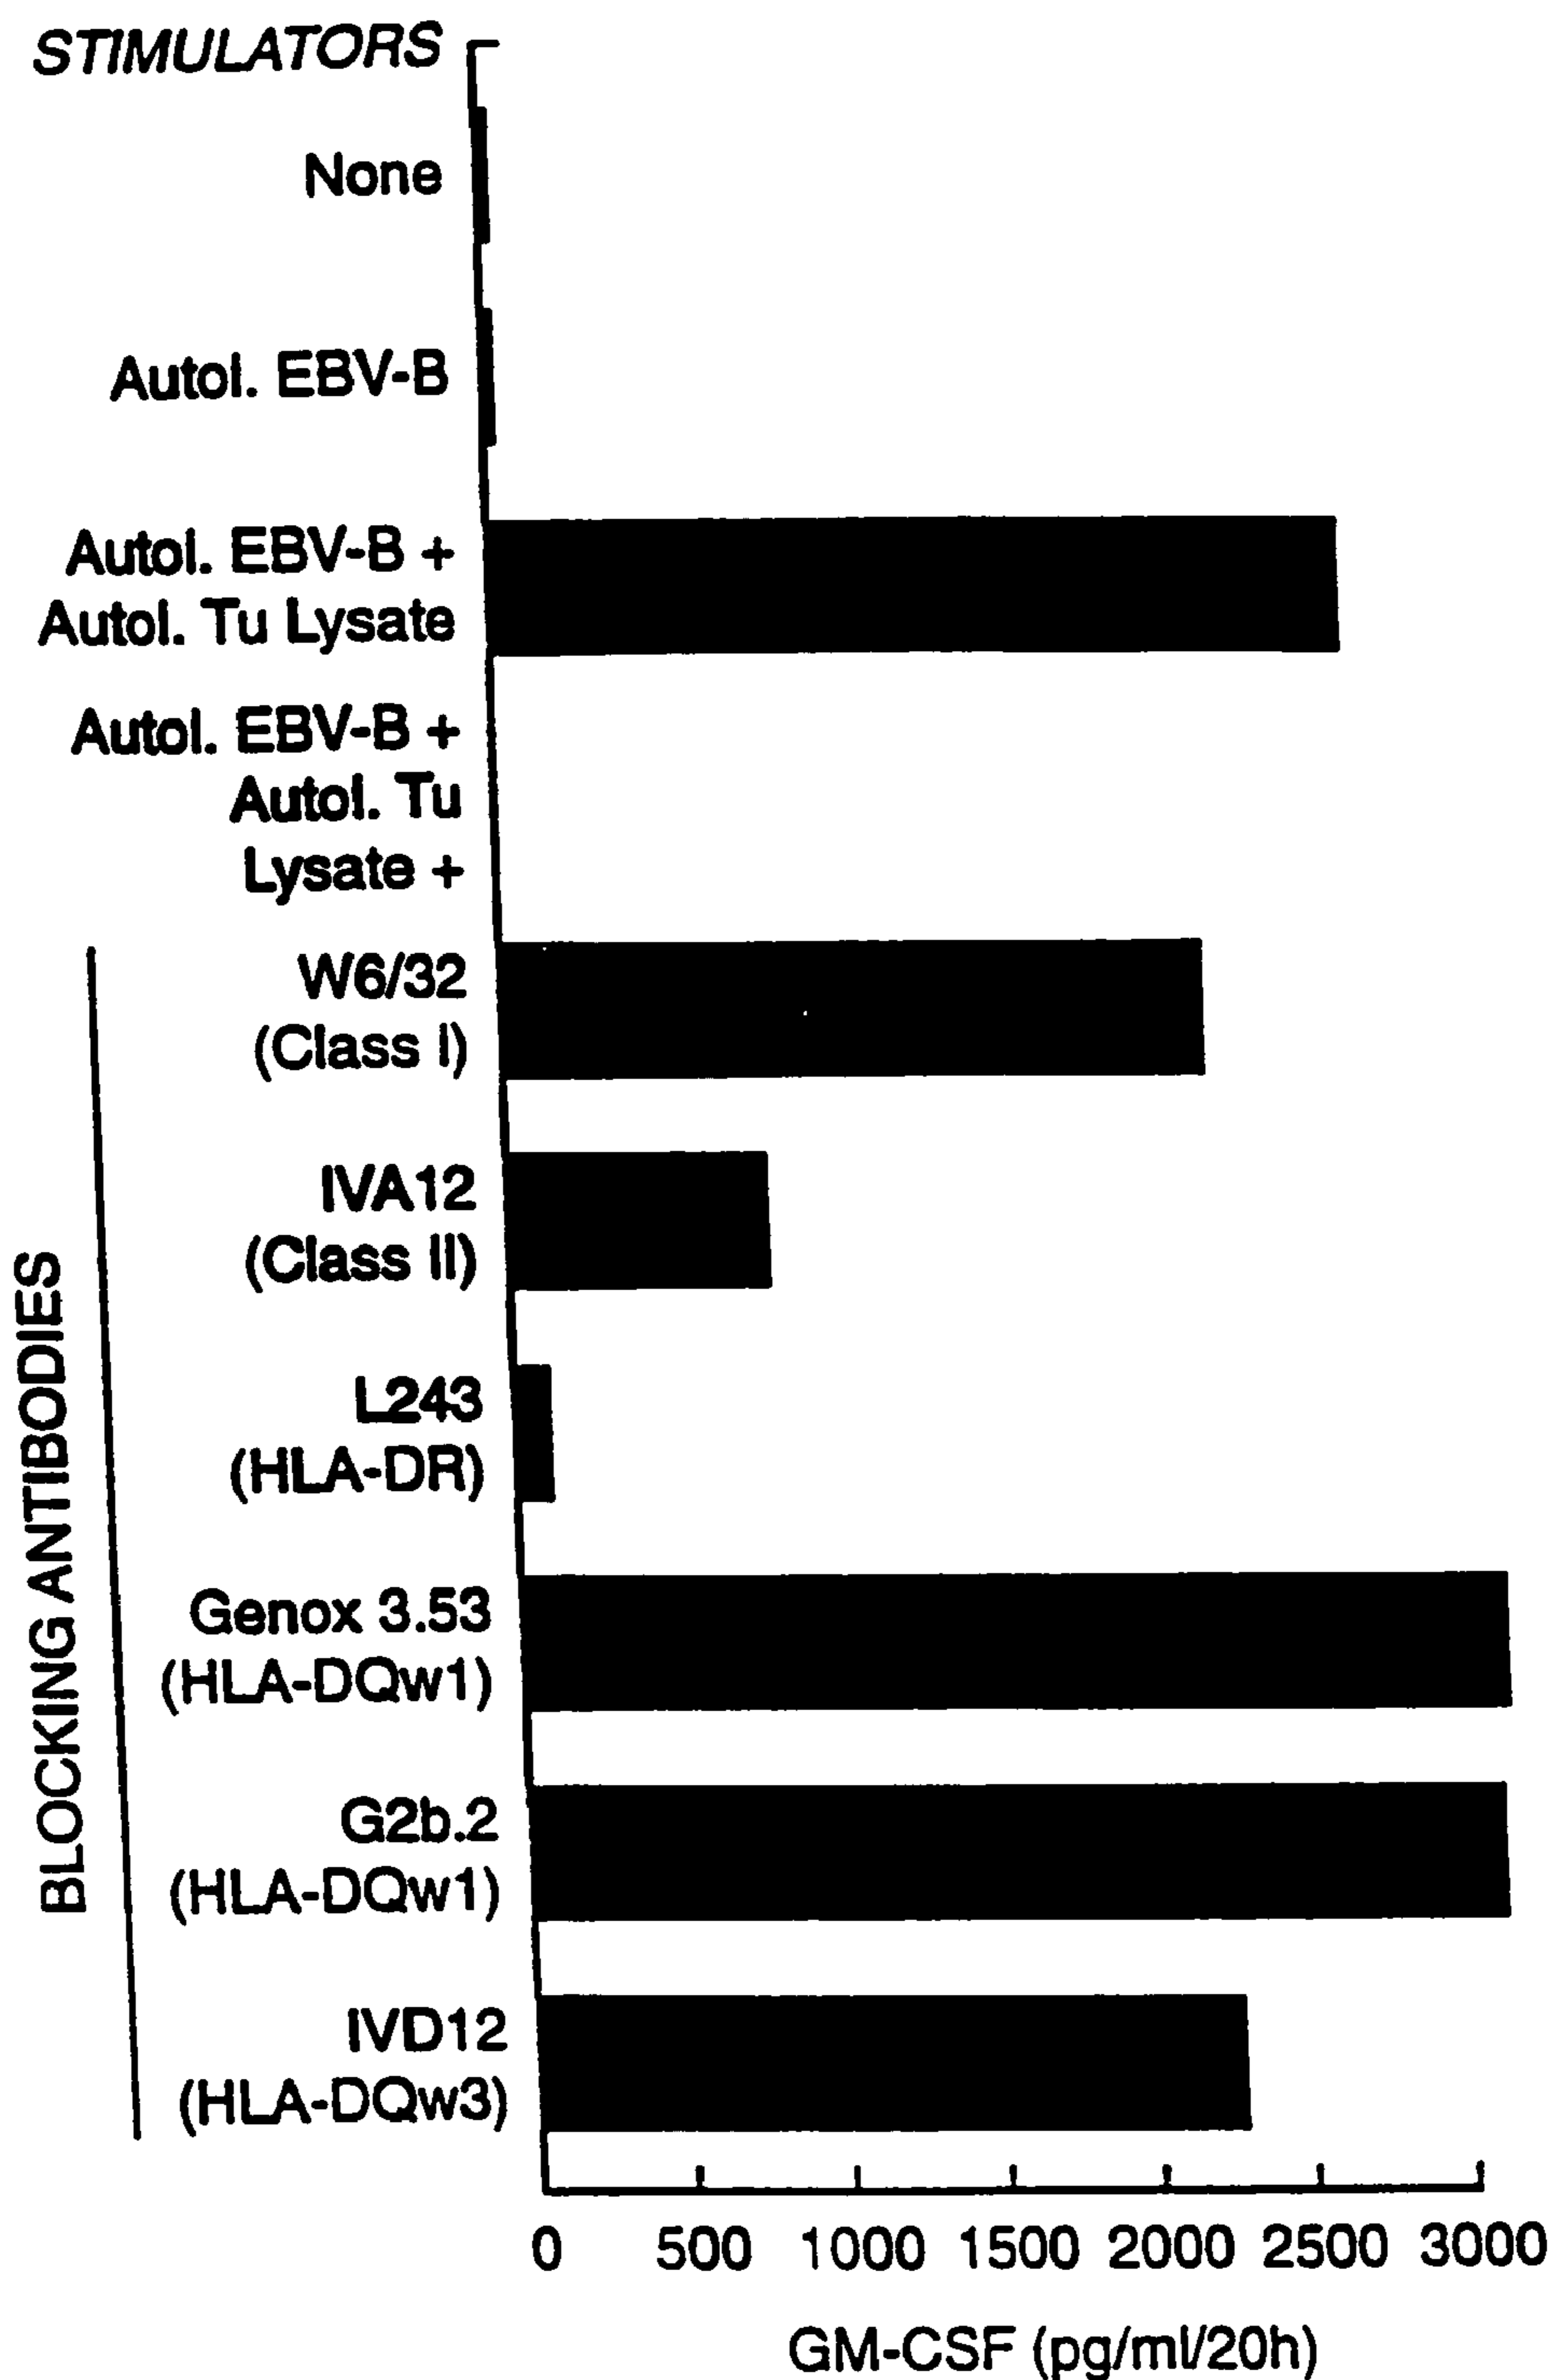 STIMULATORS
None
Autol. EBV-B
Autol. EBV-B +
Autol. Tu Lysate
Autol. EBV-B +
Autol. Tu
Lysate +
BLOCKING ANTIBODIES
W6/32
(Class I)
IVA12
(Class II)
L243
(HLA-DR)
Genox 3.53
(HLA-DQw1)
G2b.2
(HLA-DQw1)
IVD12
(HLA-DQw3)
0 500 1000 1500 2000 2500 3000
GM-CSF (pg/ml/20h)